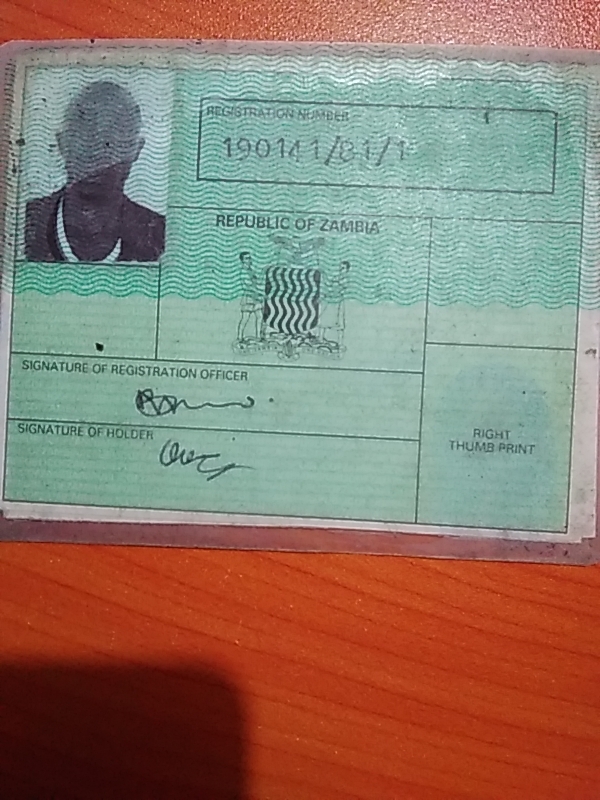 REGISTRATION NUMBER
190141/81/1
REPUBLIC OF ZAMBIA
SIGNATURE OF REGISTRATION OFFICER
SIGNATURE OF HOLDER
RIGHT
THUMB PRINT